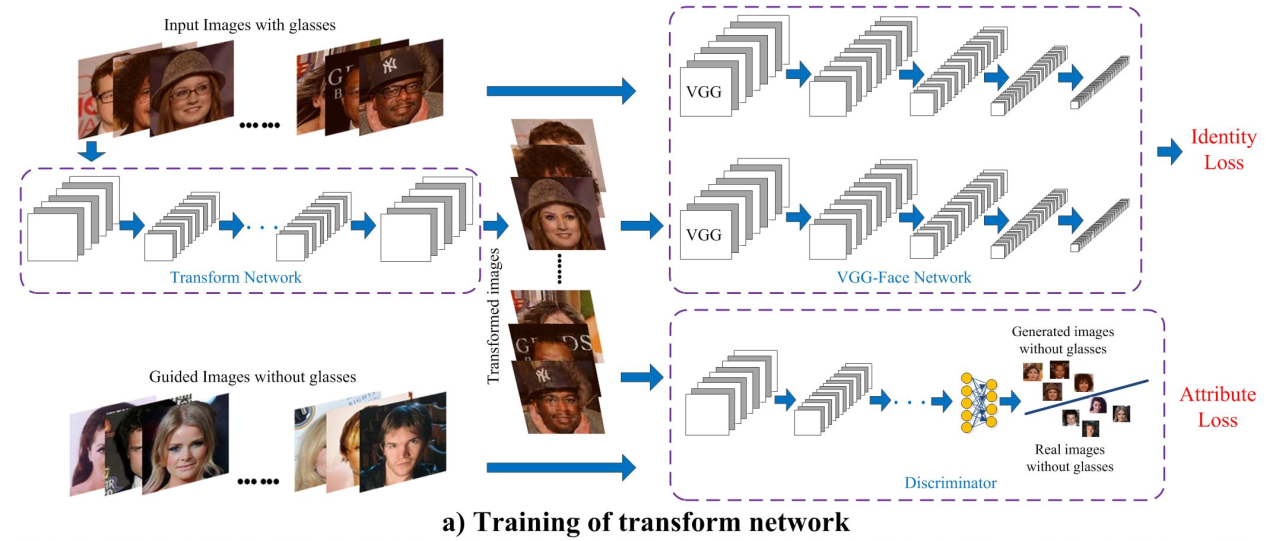 Input Images with glasses
VGG
Identity
Loss
VGG
Transform Network
VGG-Face Network
Transformed images
Guided Images without glasses
Generated images
without glasses
Attribute
Loss
Real images
without glasses
Discriminator
a) Training of transform network